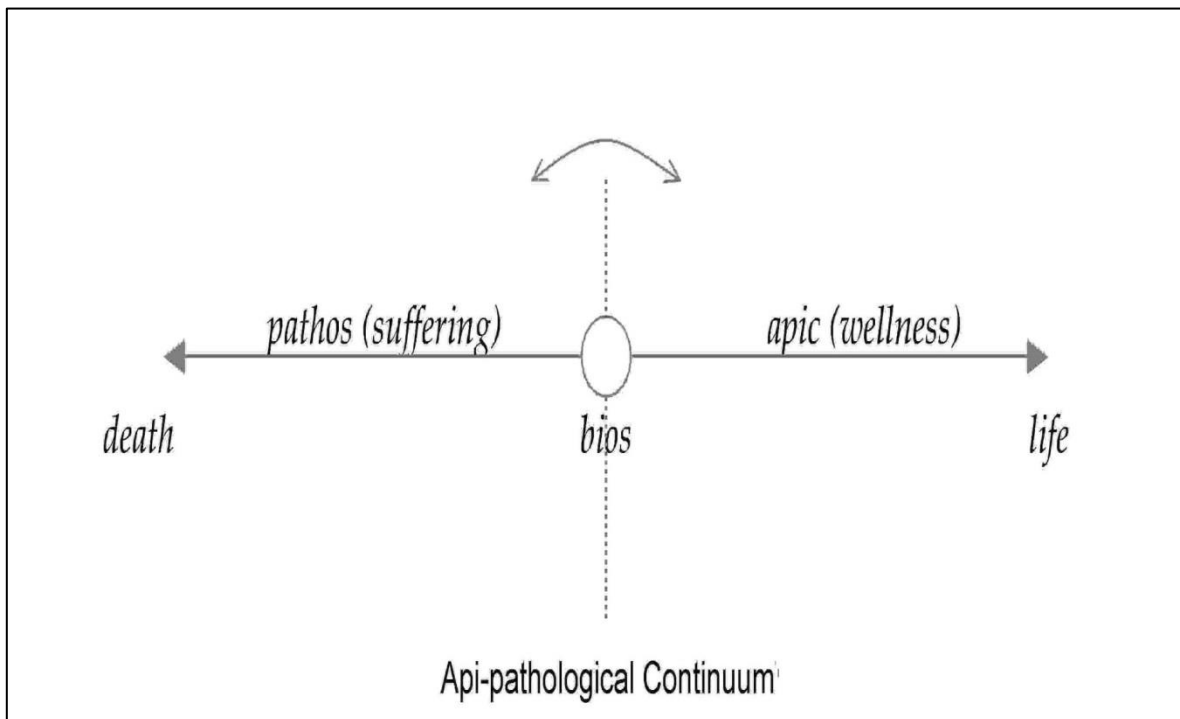 pathos (suffering) apic (wellness)
death bios life
Api-pathological Continuum